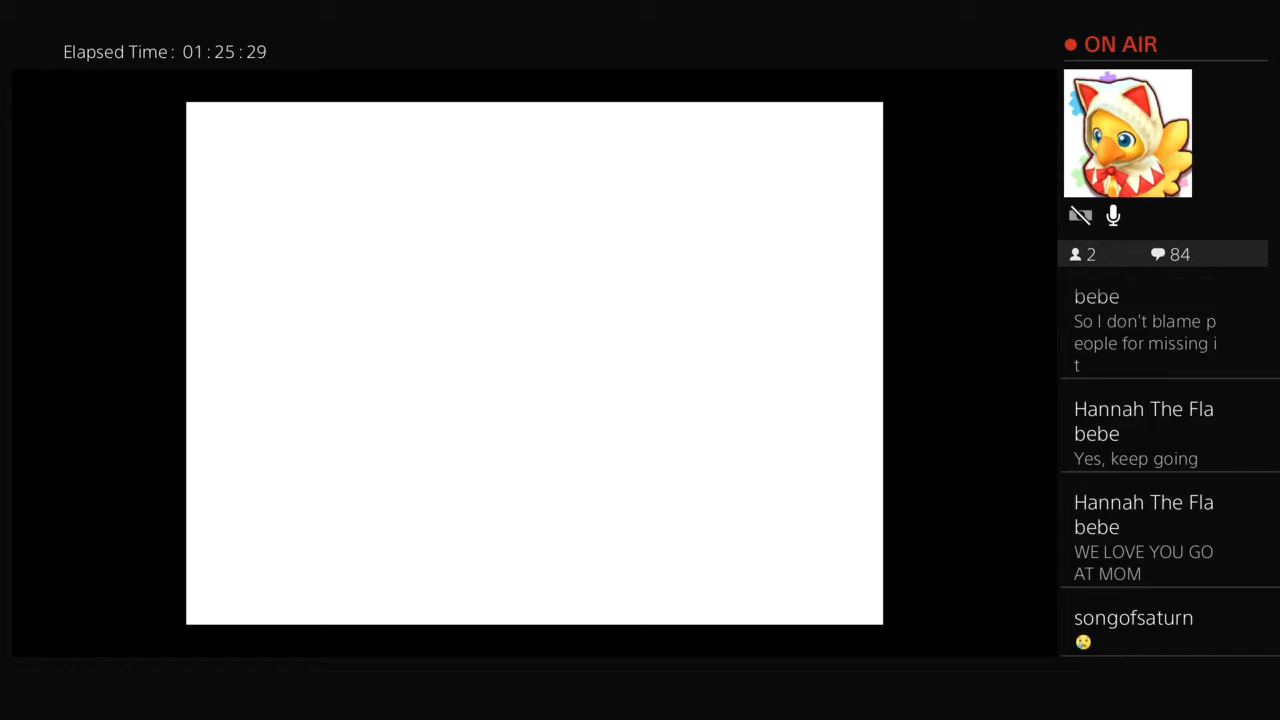 Elapsed Time: 01:25:29
ON AIR
2 84
bebe
So I don't blame p
eople for missing i
t
Hannah The Fla
bebe
Yes, keep going
Hannah The Fla
bebe
WE LOVE YOU GO
AT MOM
songofsaturn
😢